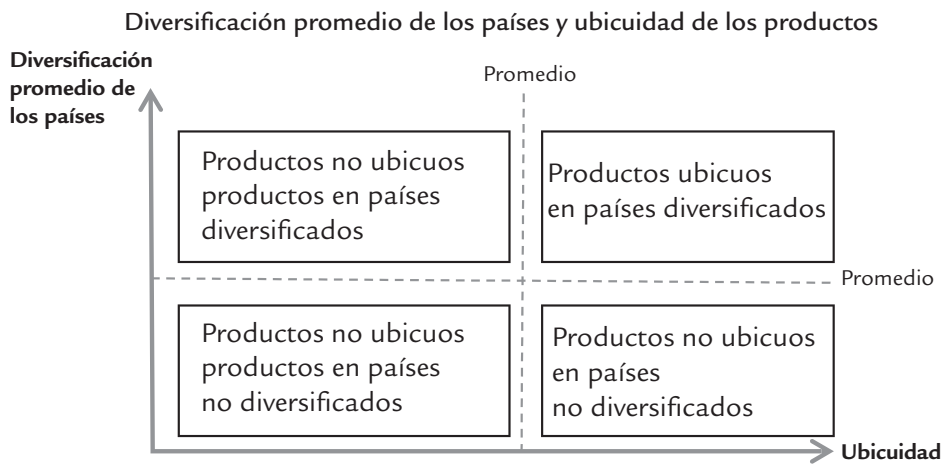 Diversificación promedio de los países y ubicuidad de los productos
Diversificación
promedio de
los países
Promedio
Productos no ubicuos
productos en países
diversificados
Productos ubicuos
en países diversificados
Promedio
Productos no ubicuos
productos en países
no diversificados
Productos no ubicuos
en países
no diversificados
Ubicuidad